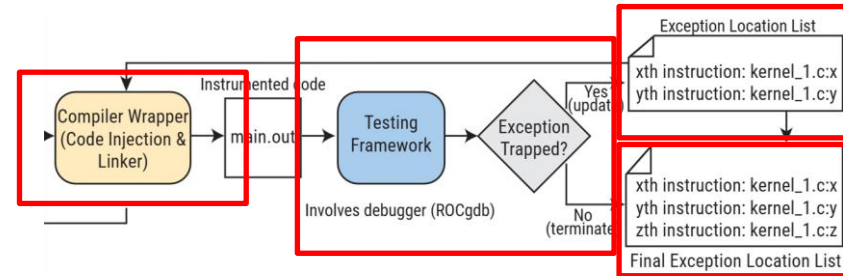 Compiler Wrapper
(Code Injection &
Linker)
Instrumented code
main.out
Testing
Framework
Involves debugger (ROCgdb)
Exception
Trapped?
Yes
(update)
No
(terminate)
Exception Location List
xth instruction: kernel_1.c:x
yth instruction: kernel_1.c:y
xth instruction: kernel_1.c:x
yth instruction: kernel_1.c:y
zth instruction: kernel_1.c:z
Final Exception Location List